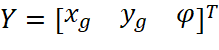 Y = [x_g  y_g  φ]^T